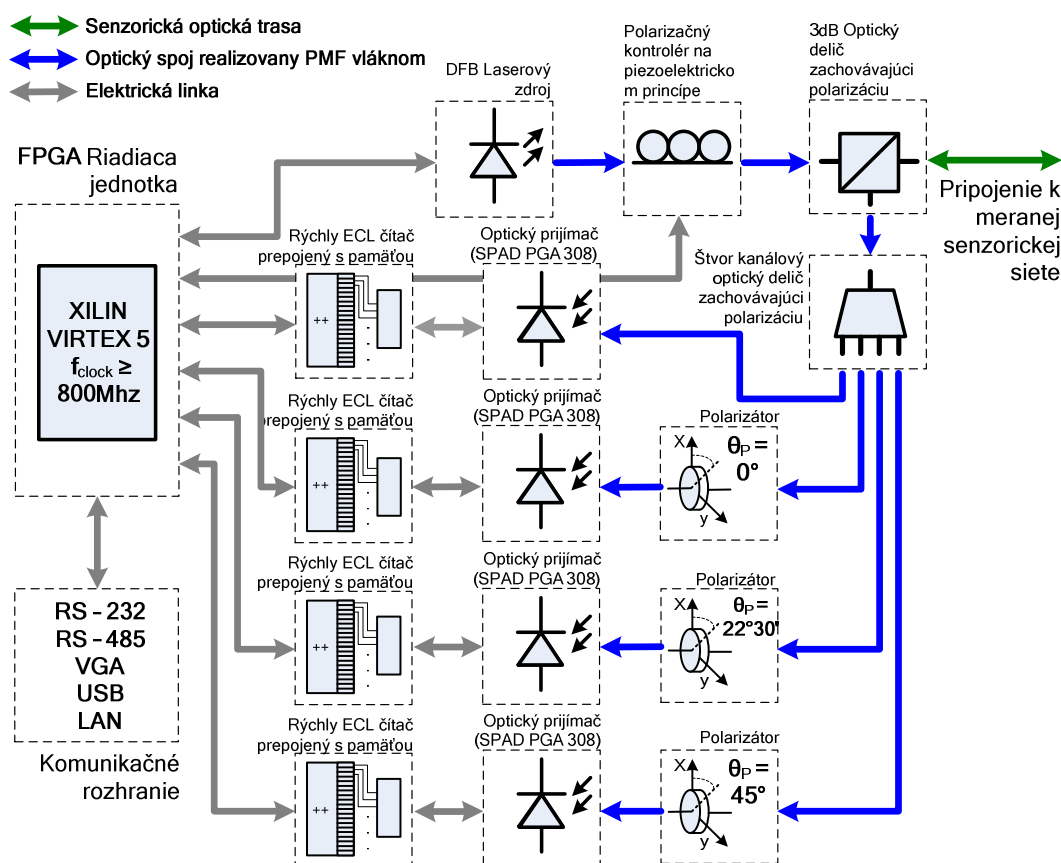 Senzorická optická trasa
Optický spoj realizovany PMF vláknom
Elektrická linka
DFB Laserový
zdroj
Polarizačný
kontrolér na
piezoelektricko
m princípe
3dB Optický
delič
zachovávajúci
polarizáciu
FPGA Riadiaca
jednotka
XILIN
VIRTEX 5
fclock ≥
800Mhz
Pripojenie k
meranej
senzorickej
siete
Rýchly ECL čítač
prepojený s pamäťou
++
Optický prijímač
(SPAD PGA 308)
Štvor kanálový
optický delič
zachovávajúci
polarizáciu
Rýchly ECL čítač
prepojený s pamäťou
++
Optický prijímač
(SPAD PGA 308)
Polarizátor
X
y
θP =
0°
Rýchly ECL čítač
prepojený s pamäťou
++
Optický prijímač
(SPAD PGA 308)
Polarizátor
X
y
θP =
22°30'
RS - 232
RS - 485
VGA
USB
LAN
Komunikačné
rozhranie
Rýchly ECL čítač
prepojený s pamäťou
++
Optický prijímač
(SPAD PGA 308)
Polarizátor
X
y
θP =
45°